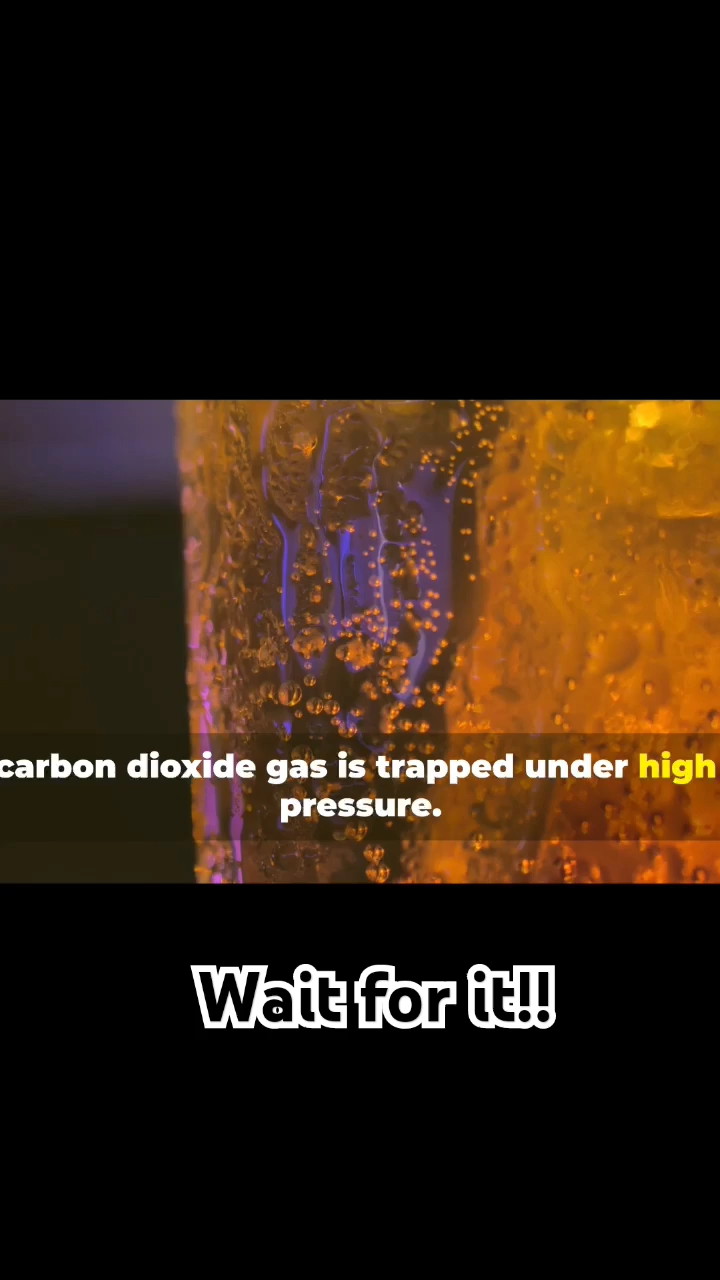 carbon dioxide gas is trapped under high
pressure.
Wait for it!!